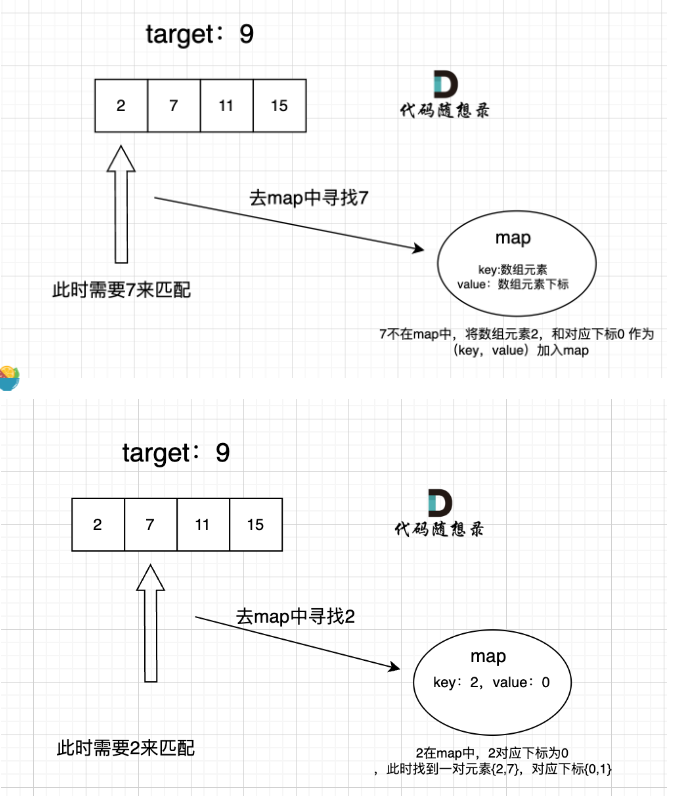 target：9
2 7 11 15
代码随想录
去map中寻找7
map
key:数组元素
value：数组元素下标
此时需要7来匹配
7不在map中，将数组元素2，和对应下标0 作为
（key，value）加入map
target：9
2 7 11 15
代码随想录
去map中寻找2
map
key：2，value：0
此时需要2来匹配
2在map中，2对应下标为0
，此时找到一对元素{2,7}，对应下标{0,1}